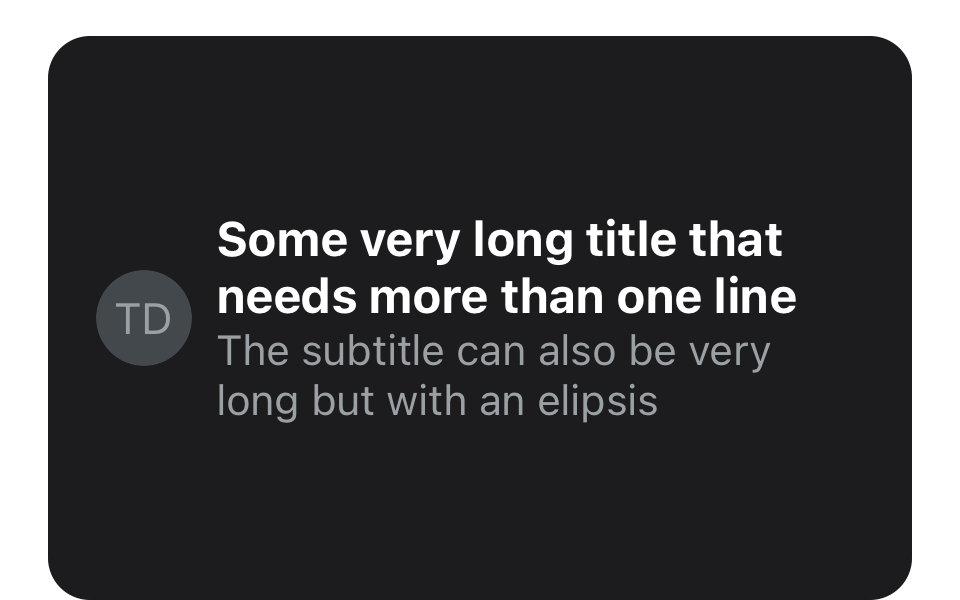 Some very long title that
needs more than one line
TD
The subtitle can also be very
long but with an elipsis